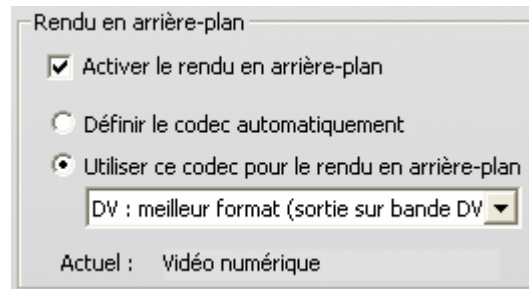 Rendu en arrière-plan
Activer le rendu en arrière-plan
Définir le codec automatiquement
Utiliser ce codec pour le rendu en arrière-plan
DV : meilleur format (sortie sur bande DV
Actuel : Vidéo numérique